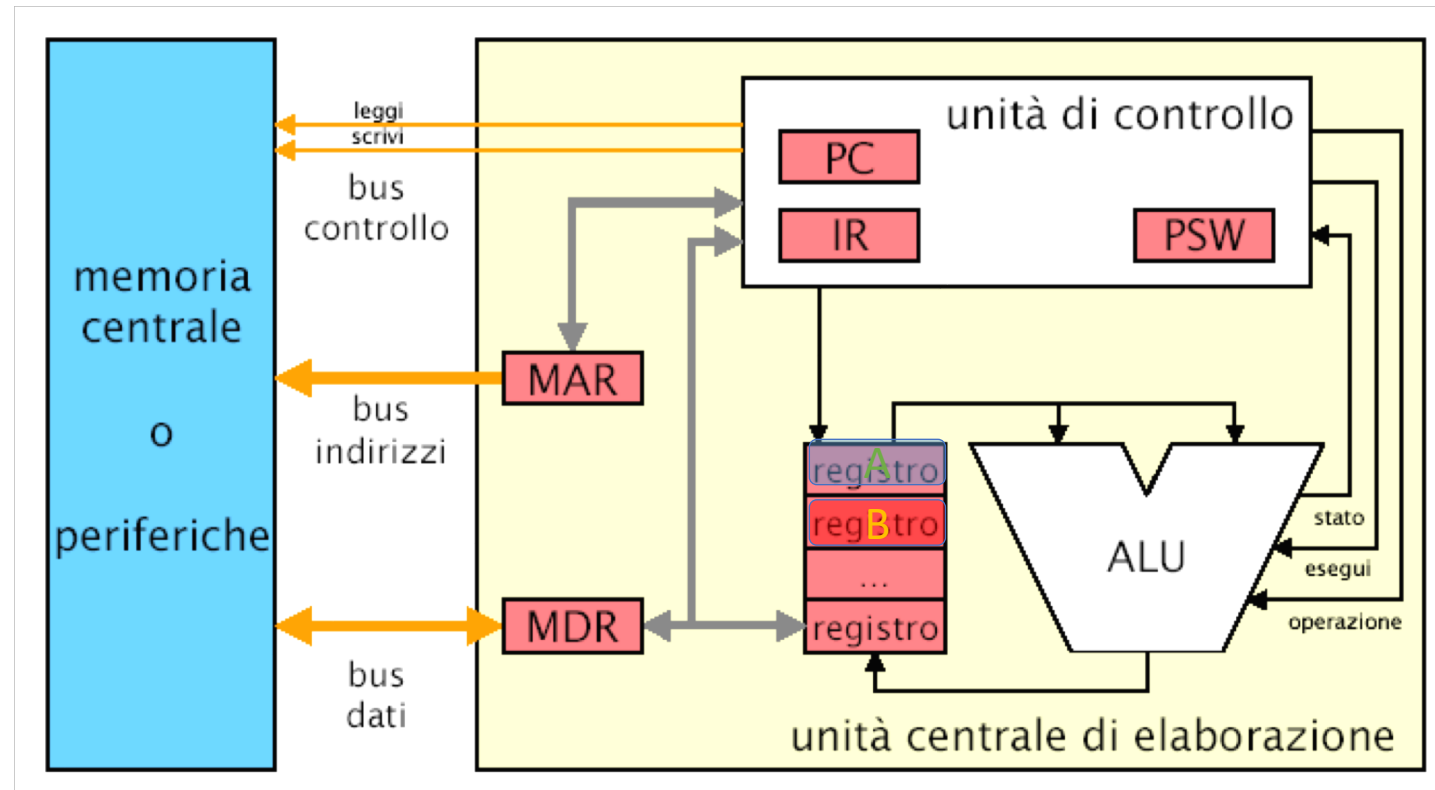 leggi
scrivi
bus
controllo
memoria
centrale
o
periferiche
bus
indirizzi
bus
dati
MAR
MDR
unità di controllo
PC
IR
PSW
registro
A
registro
B
...
registro
ALU
stato
esegui
operazione
unità centrale di elaborazione